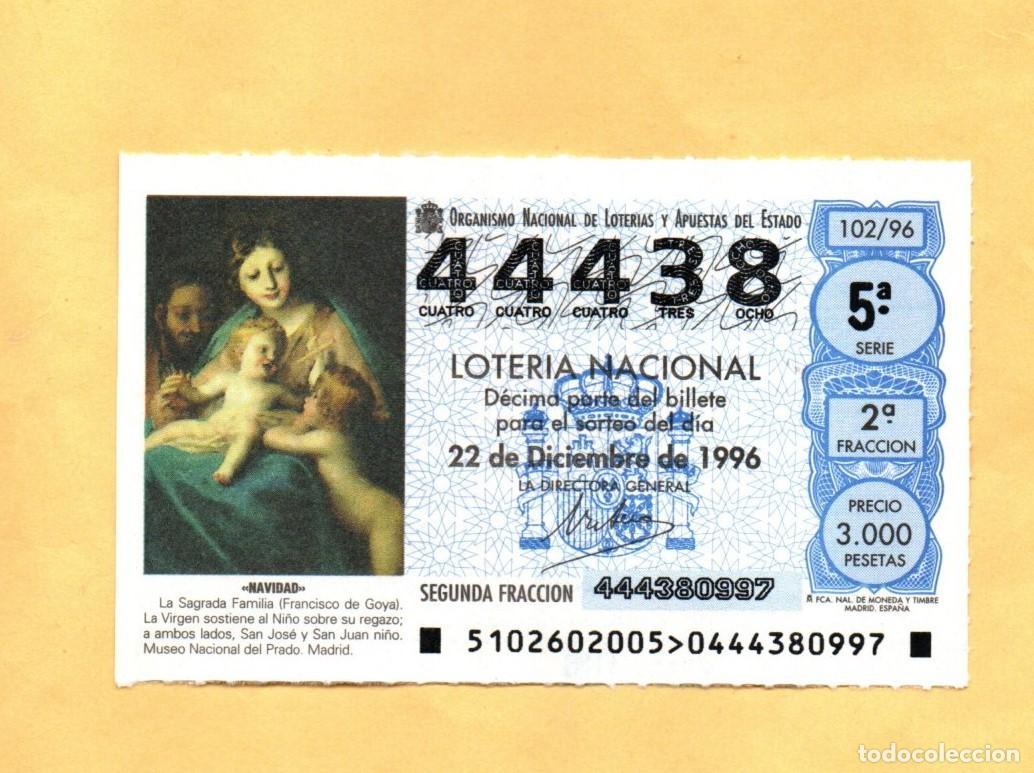 ORGANISMO NACIONAL DE LOTERIAS Y APUESTAS DEL ESTADO
44438
CUATRO CUATRO CUATRO TRES OCHO
LOTERIA NACIONAL
Décima parte del billete
para el sorteo del día
22 de Diciembre de 1996
LA DIRECTORA GENERAL
SEGUNDA FRACCION 444380997
5102602005>0444380997
102/96
5ª
SERIE
2ª
FRACCION
PRECIO
3.000
PESETAS
FCA. NAL. DE MONEDA Y TIMBRE
MADRID. ESPAÑA
«NAVIDAD»
La Sagrada Familia (Francisco de Goya).
La Virgen sostiene al Niño sobre su regazo;
a ambos lados, San José y San Juan niño.
Museo Nacional del Prado. Madrid.
todocoleccion